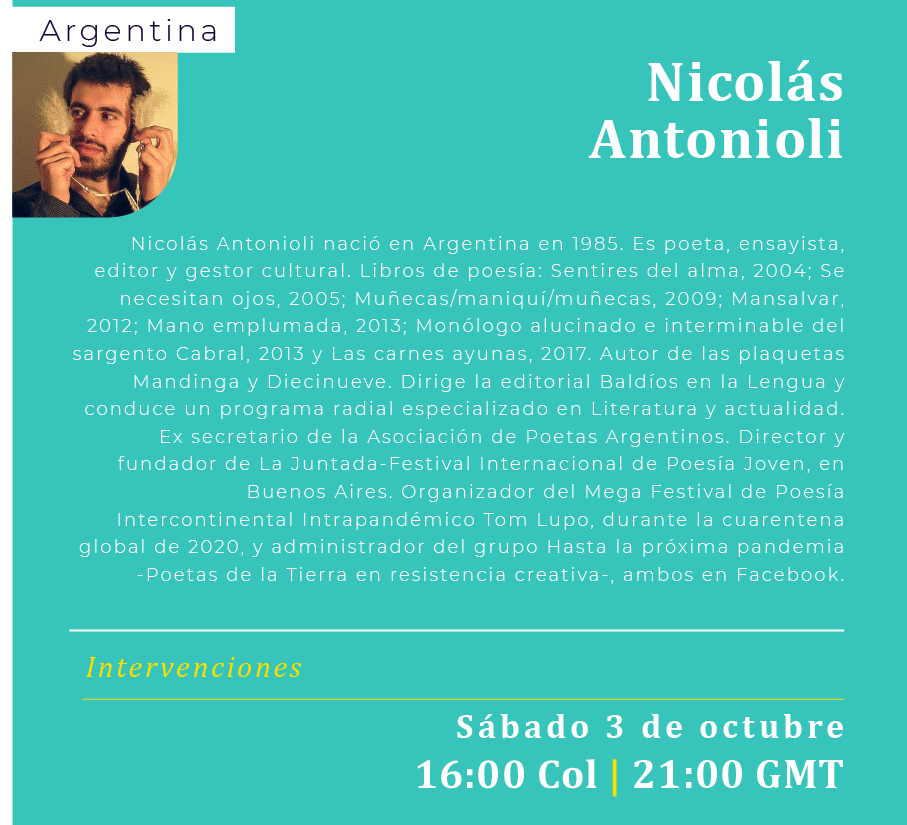 Argentina
Nicolás
Antonioli
Nicolás Antonioli nació en Argentina en 1985. Es poeta, ensayista,
editor y gestor cultural. Libros de poesía: Sentires del alma, 2004; Se
necesitan ojos, 2005; Muñecas/maniquí/muñecas, 2009; Mansalvar,
2012; Mano emplumada, 2013; Monólogo alucinado e interminable del
sargento Cabral, 2013 y Las carnes ayunas, 2017. Autor de las plaquetas
Mandinga y Diecinueve. Dirige la editorial Baldíos en la Lengua y
conduce un programa radial especializado en Literatura y actualidad.
Ex secretario de la Asociación de Poetas Argentinos. Director y
fundador de La Juntada-Festival Internacional de Poesía Joven, en
Buenos Aires. Organizador del Mega Festival de Poesía
Intercontinental Intrapandémico Tom Lupo, durante la cuarentena
global de 2020, y administrador del grupo Hasta la próxima pandemia
-Poetas de la Tierra en resistencia creativa-, ambos en Facebook.
Intervenciones
Sábado 3 de octubre
16:00 Col | 21:00 GMT